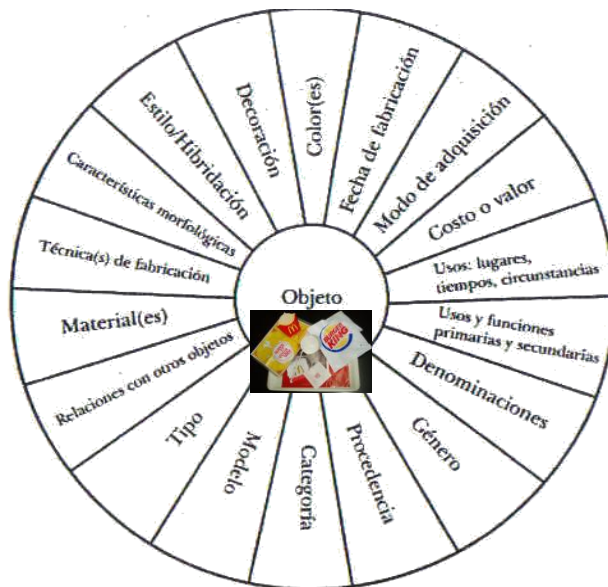 Color(es)
Fecha de fabricación
Modo de adquisición
Costo o valor
Usos: lugares,
tiempos, circunstancias
Usos y funciones
primarias y secundarias
Denominaciones
Género
Procedencia
Categoría
Modelo
Tipo
Relaciones con otros objetos
Material(es)
Técnica(s) de fabricación
Características morfológicas
Estilo/Hibridación
Decoración
Objeto
BURGER
KING